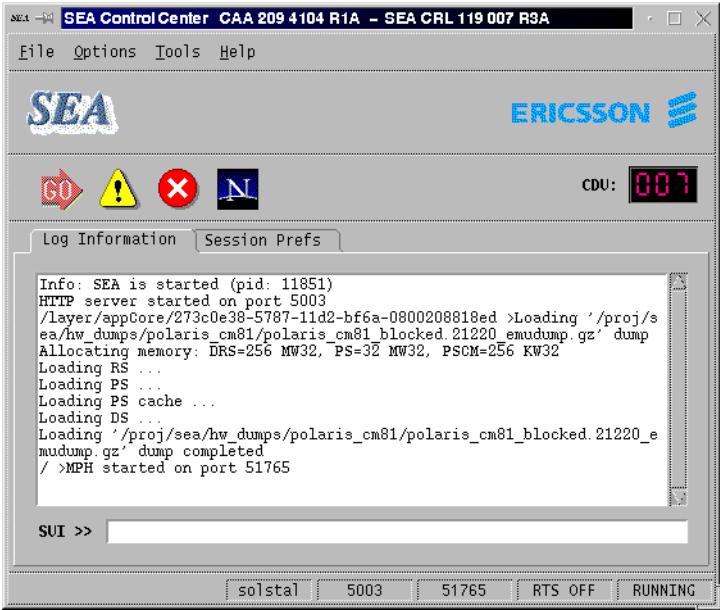 SEA SEA Control Center CAA 209 4104 R1A – SEA CRL 119 007 R3A
File Options Tools Help
SEA ERICSSON
GO ! N CDU: 007
Log Information Session Prefs
Info: SEA is started (pid: 11851)
HTTP server started on port 5003
/layer/appCore/273c0e38-5787-11d2-bf6a-0800208818ed >Loading '/proj/s
ea/hw_dumps/polaris_cm81/polaris_cm81_blocked.21220_emudump.gz' dump
Allocating memory: DRS=256 MW32, PS=32 MW32, PSCM=256 KW32
Loading RS ...
Loading PS ...
Loading PS cache ...
Loading DS ...
Loading '/proj/sea/hw_dumps/polaris_cm81/polaris_cm81_blocked.21220_e
mudump.gz' dump completed
/ >MPH started on port 51765
SUI >>
solstal 5003 51765 RTS OFF RUNNING